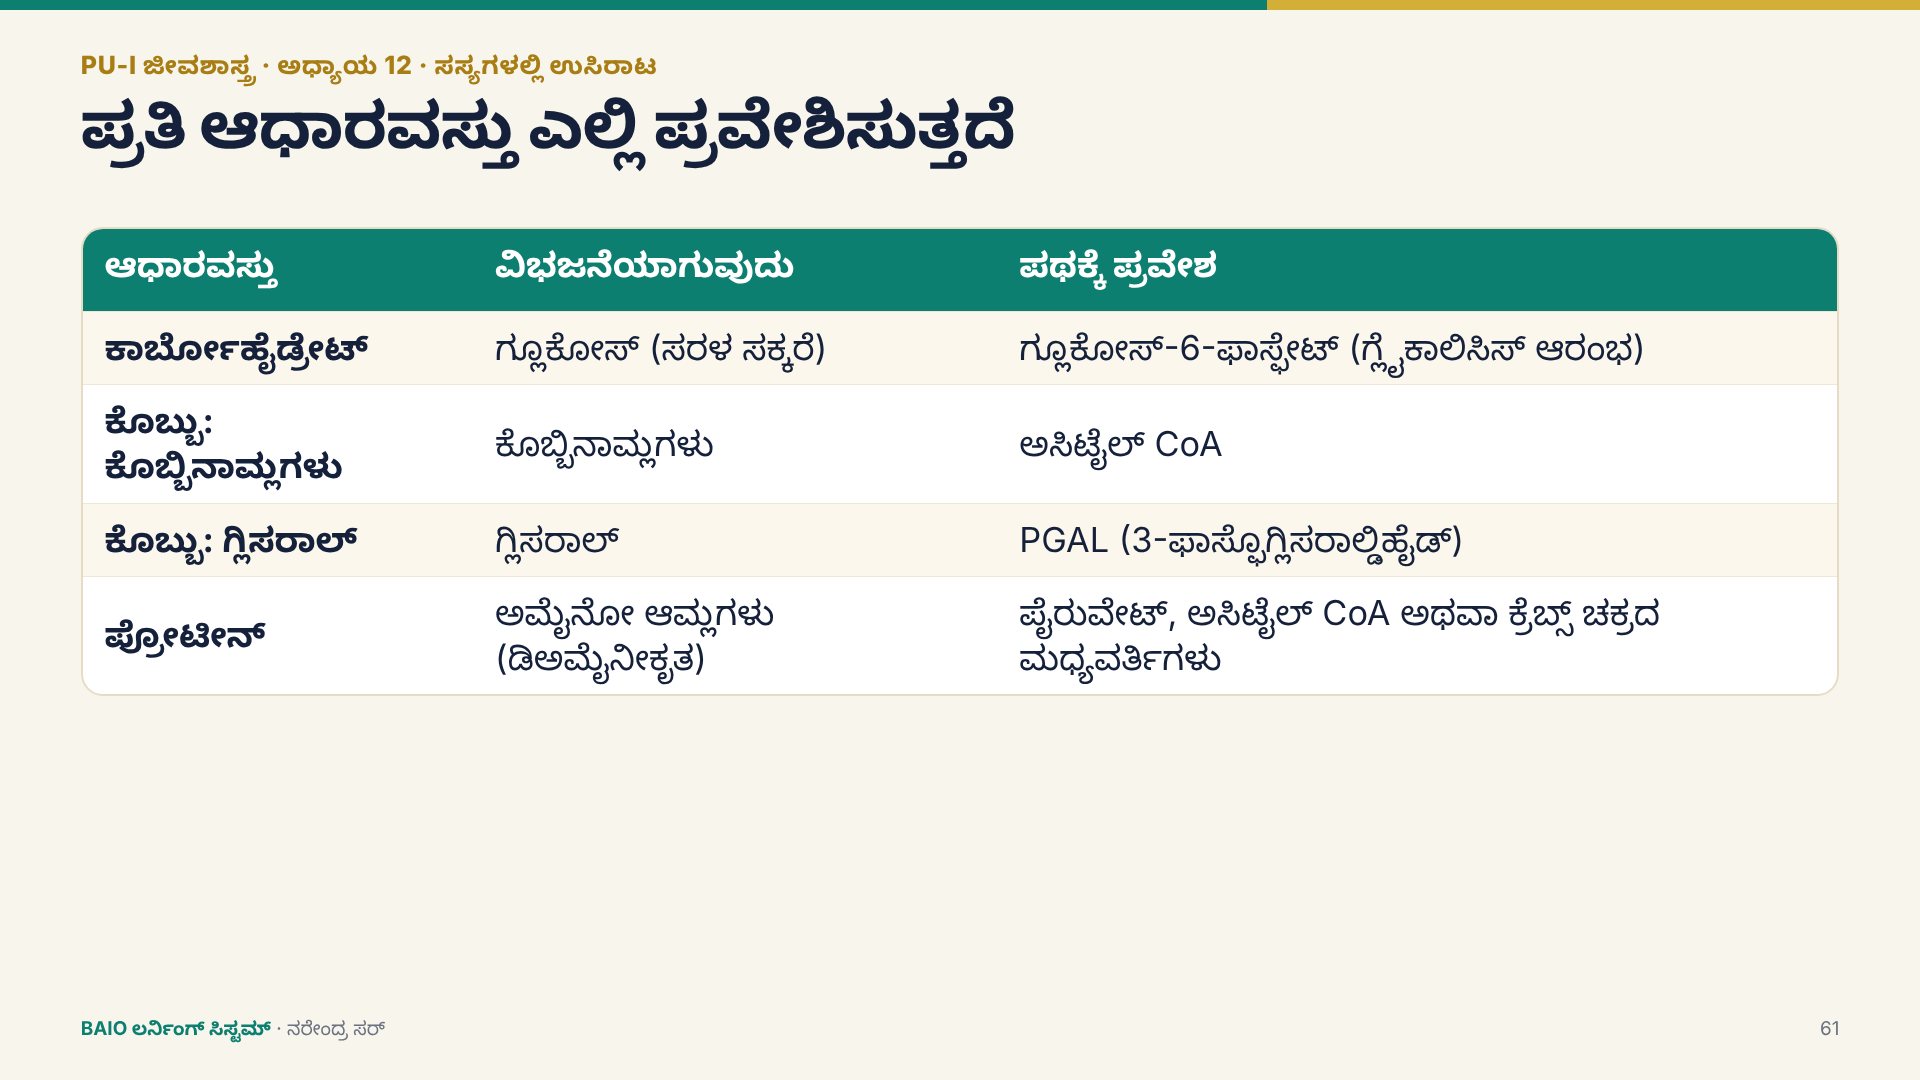 PU-I ಜೀವಶಾಸ್ತ್ರ · ಅಧ್ಯಾಯ 12 · ಸಸ್ಯಗಳಲ್ಲಿ ಉಸಿರಾಟ
ಪ್ರತಿ ಆಧಾರವಸ್ತು ಎಲ್ಲಿ ಪ್ರವೇಶಿಸುತ್ತದೆ
ಆಧಾರವಸ್ತು ವಿಭಜನೆಯಾಗುವುದು ಪಥಕ್ಕೆ ಪ್ರವೇಶ
ಕಾರ್ಬೋಹೈಡ್ರೇಟ್ ಗ್ಲೂಕೋಸ್ (ಸರಳ ಸಕ್ಕರೆ) ಗ್ಲೂಕೋಸ್-6-ಫಾಸ್ಫೇಟ್ (ಗ್ಲೈಕಾಲಿಸಿಸ್ ಆರಂಭ)
ಕೊಬ್ಬು:
ಕೊಬ್ಬಿನಾಮ್ಲಗಳು ಕೊಬ್ಬಿನಾಮ್ಲಗಳು ಅಸಿಟೈಲ್ CoA
ಕೊಬ್ಬು: ಗ್ಲಿಸರಾಲ್ ಗ್ಲಿಸರಾಲ್ PGAL (3-ಫಾಸ್ಫೊಗ್ಲಿಸರಾಲ್ಡಿಹೈಡ್)
ಪ್ರೋಟೀನ್ ಅಮೈನೋ ಆಮ್ಲಗಳು
(ಡಿಅಮೈನೀಕೃತ) ಪೈರುವೇಟ್, ಅಸಿಟೈಲ್ CoA ಅಥವಾ ಕ್ರೆಬ್ಸ್ ಚಕ್ರದ
ಮಧ್ಯವರ್ತಿಗಳು
BAIO ಲರ್ನಿಂಗ್ ಸಿಸ್ಟಮ್ · ನರೇಂದ್ರ ಸರ್ 61